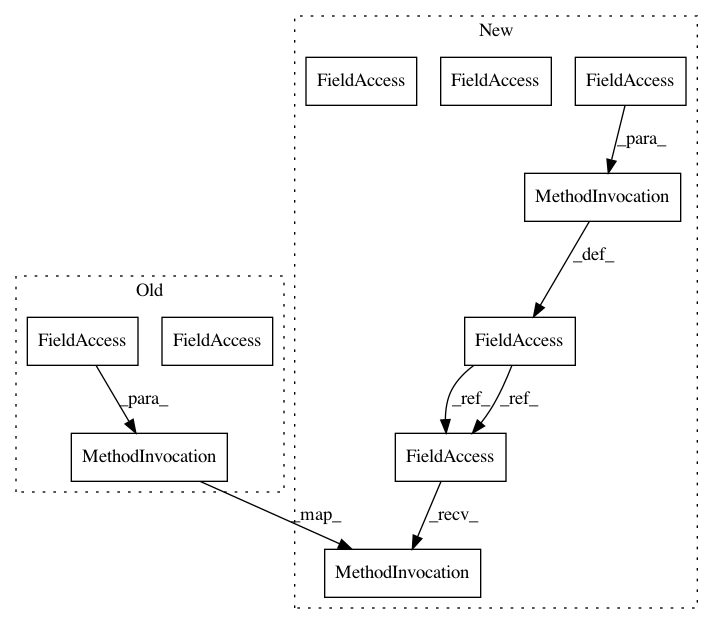 New
FieldAccess
FieldAccess
FieldAccess
_para_
MethodInvocation
_def_
Old
FieldAccess
FieldAccess
FieldAccess
_para_
_ref_
_ref_
MethodInvocation
FieldAccess
_map_
_recv_
MethodInvocation